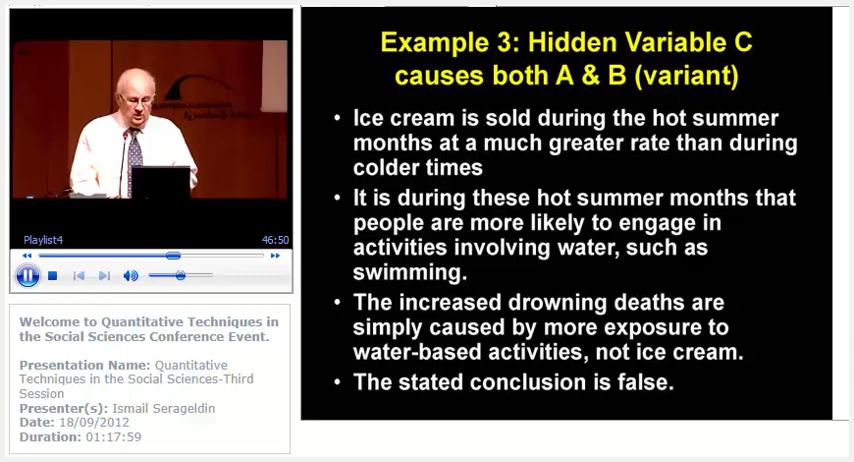 Example 3: Hidden Variable C
causes both A & B (variant)
• Ice cream is sold during the hot summer
months at a much greater rate than during
colder times
• It is during these hot summer months that
people are more likely to engage in
activities involving water, such as
swimming.
• The increased drowning deaths are
simply caused by more exposure to
water-based activities, not ice cream.
• The stated conclusion is false.
Playlist4
46:50
Welcome to Quantitative Techniques in
the Social Sciences Conference Event.
Presentation Name: Quantitative
Techniques in the Social Sciences-Third
Session
Presenter(s): Ismail Serageldin
Date: 18/09/2012
Duration: 01:17:59